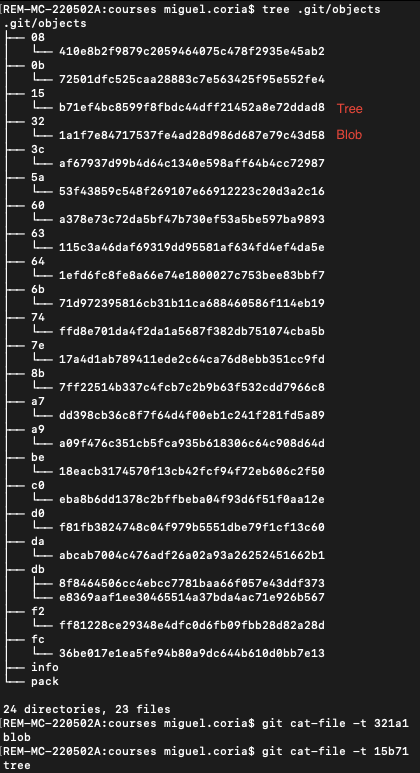 [REM-MC-220502A:courses miguel.coria$ tree .git/objects
.git/objects
├── 08
│   └── 410e8b2f9879c2059464075c478f2935e45ab2
├── 0b
│   └── 72501dfc525caa28883c7e563425f95e552fe4
├── 15
│   └── b71ef4bc8599f8fbdc44dff21452a8e72ddad8 Tree
├── 32
│   └── 1a1f7e84717537fe4ad28d986d687e79c43d58 Blob
├── 3c
│   └── af67937d99b4d64c1340e598aff64b4cc72987
├── 5a
│   └── 53f43859c548f269107e66912223c20d3a2c16
├── 60
│   └── a378e73c72da5bf47b730ef53a5be597ba9893
├── 63
│   └── 115c3a46daf69319dd95581af634fd4ef4da5e
├── 64
│   └── 1efd6fc8fe8a66e74e1800027c753bee83bbf7
├── 6b
│   └── 71d972395816cb31b11ca688460586f114eb19
├── 74
│   └── ffd8e701da4f2da1a5687f382db751074cba5b
├── 7e
│   └── 17a4d1ab789411ede2c64ca76d8ebb351cc9fd
├── 8b
│   └── 7ff22514b337c4fcb7c2b9b63f532cdd7966c8
├── a7
│   └── dd398cb36c8f7f64d4f00eb1c241f281fd5a89
├── a9
│   └── a09f476c351cb5fca935b618306c64c908d64d
├── be
│   └── 18eacb3174570f13cb42fcf94f72eb606c2f50
├── c0
│   └── eba8b6dd1378c2bffbeba04f93d6f51f0aa12e
├── d0
│   └── f81fb3824748c04f979b5551dbe79f1cf13c60
├── da
│   └── abcab7004c476adf26a02a93a26252451662b1
├── db
│   ├── 8f8464506cc4ebcc7781baa66f057e43ddf373
│   └── e8369aaf1ee30465514a37bda4ac71e926b567
├── f2
│   └── ff81228ce29348e4dfc0d6fb09fbb28d82a28d
├── fc
│   └── 36be017e1ea5fe94b80a9dc644b610d0bb7e13
├── info
└── pack
24 directories, 23 files
[REM-MC-220502A:courses miguel.coria$ git cat-file -t 321a1
blob
[REM-MC-220502A:courses miguel.coria$ git cat-file -t 15b71
tree